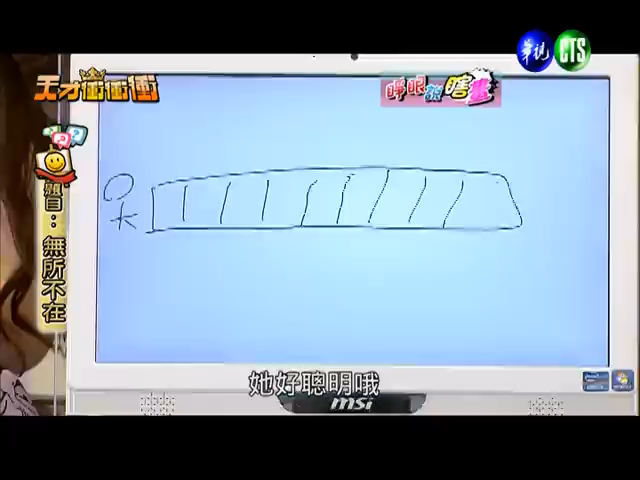 華視
CTS
天才衝衝衝
睜眼說瞎畫
題目：無所不在
她好聰明哦
msi